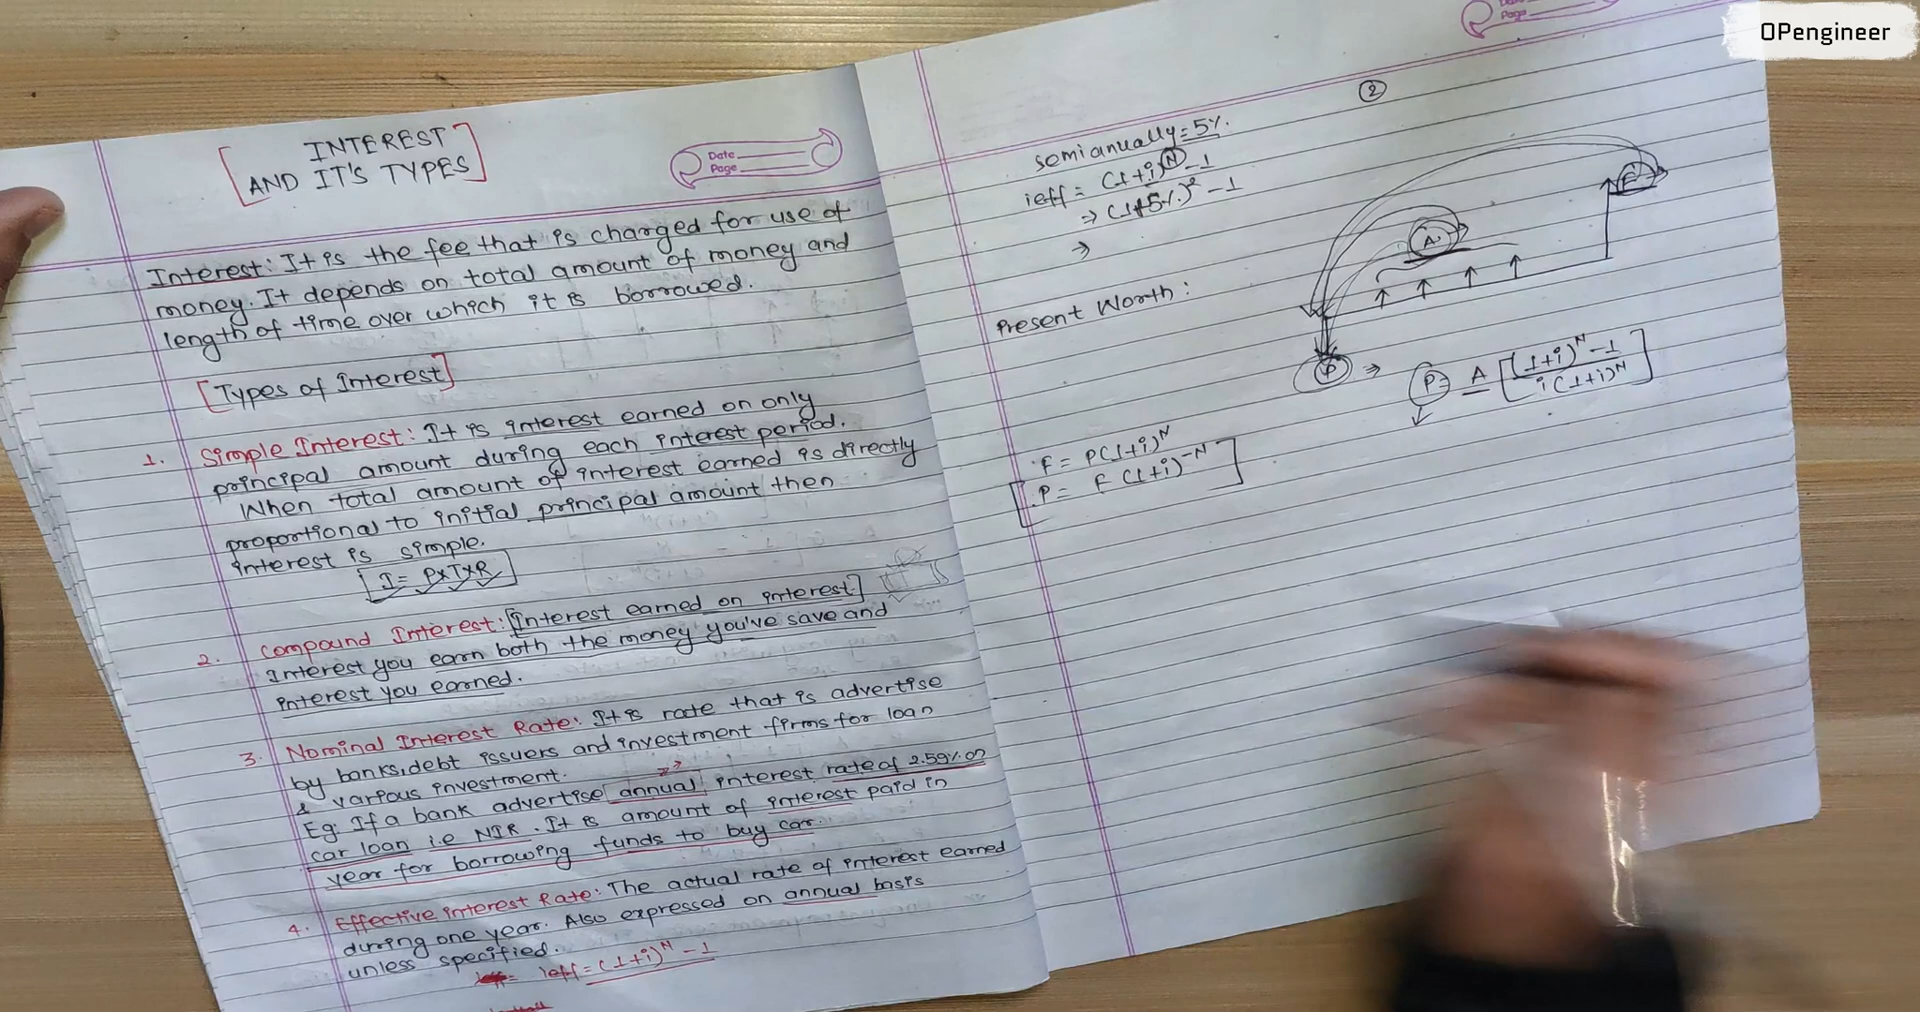 OPengineer
INTEREST
AND IT'S TYPES
Date
Page
Interest: It is the fee that is charged for use of
money. It depends on total amount of money and
length of time over which it is borrowed.
[Types of Interest]
1. Simple Interest: It is interest earned on only
principal amount during each interest period.
When total amount of interest earned is directly
proportional to initial principal amount then
interest is simple.
I = P×T×R
2. Compound Interest: [Interest earned on interest]
Interest you earn both the money you've save and
interest you earned.
3. Nominal Interest Rate: It is rate that is advertise
by banks, debt issuers and investment firms for loan
& various investment.
Eg: If a bank advertise annual interest rate of 2.59% on
car loan i.e NIR. It is amount of interest paid in
year for borrowing funds to buy car.
4. Effective interest Rate: The actual rate of interest earned
during one year. Also expressed on annual basis
unless specified.
ieff = (1+i)^N - 1
Date
Page
2
semianually = 5%.
ieff = (1+i)^N - 1
⇒ (1+5%)^2 - 1
⇒
Present Worth:
A
F
P ⇒ P = A [(1+i)^N - 1 / i(1+i)^N]
F = P(1+i)^N
P = F(1+i)^-N